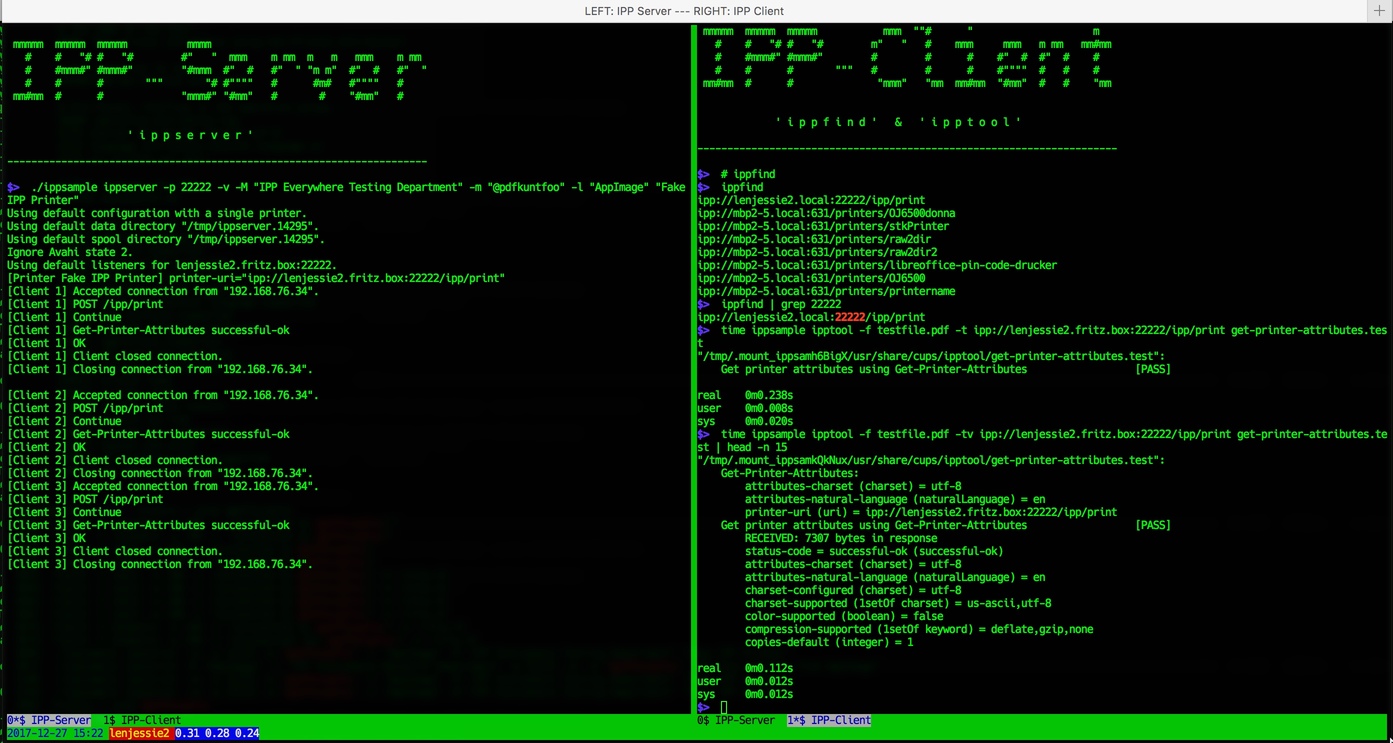 LEFT: IPP Server --- RIGHT: IPP Client
IPP-Server
'ippserver'
----------------------------------------------------------------------
$> ./ippsample ippserver -p 22222 -v -M "IPP Everywhere Testing Department" -m "@pdfkuntfoo" -l "AppImage" "Fake
IPP Printer"
Using default configuration with a single printer.
Using default data directory "/tmp/ippserver.14295".
Using default spool directory "/tmp/ippserver.14295".
Ignore Avahi state 2.
Using default listeners for lenjessie2.fritz.box:22222.
[Printer Fake IPP Printer] printer-uri="ipp://lenjessie2.fritz.box:22222/ipp/print"
[Client 1] Accepted connection from "192.168.76.34".
[Client 1] POST /ipp/print
[Client 1] Continue
[Client 1] Get-Printer-Attributes successful-ok
[Client 1] OK
[Client 1] Client closed connection.
[Client 1] Closing connection from "192.168.76.34".
[Client 2] Accepted connection from "192.168.76.34".
[Client 2] POST /ipp/print
[Client 2] Continue
[Client 2] Get-Printer-Attributes successful-ok
[Client 2] OK
[Client 2] Client closed connection.
[Client 2] Closing connection from "192.168.76.34".
[Client 3] Accepted connection from "192.168.76.34".
[Client 3] POST /ipp/print
[Client 3] Continue
[Client 3] Get-Printer-Attributes successful-ok
[Client 3] OK
[Client 3] Client closed connection.
[Client 3] Closing connection from "192.168.76.34".
0*$ IPP-Server 1$ IPP-Client
2017-12-27 15:22 lenjessie2 0.31 0.28 0.24
IPP-Client
'ippfind' & 'ipptool'
----------------------------------------------------------------------
$> # ippfind
$> ippfind
ipp://lenjessie2.local:22222/ipp/print
ipp://mbp2-5.local:631/printers/OJ6500donna
ipp://mbp2-5.local:631/printers/stkPrinter
ipp://mbp2-5.local:631/printers/raw2dir
ipp://mbp2-5.local:631/printers/raw2dir2
ipp://mbp2-5.local:631/printers/libreoffice-pin-code-drucker
ipp://mbp2-5.local:631/printers/OJ6500
ipp://mbp2-5.local:631/printers/printername
$> ippfind | grep 22222
ipp://lenjessie2.local:22222/ipp/print
$> time ippsample ipptool -f testfile.pdf -t ipp://lenjessie2.fritz.box:22222/ipp/print get-printer-attributes.tes
t
"/tmp/.mount_ippsamh6BigX/usr/share/cups/ipptool/get-printer-attributes.test":
Get printer attributes using Get-Printer-Attributes [PASS]
real 0m0.238s
user 0m0.008s
sys 0m0.020s
$> time ippsample ipptool -f testfile.pdf -tv ipp://lenjessie2.fritz.box:22222/ipp/print get-printer-attributes.te
st | head -n 15
"/tmp/.mount_ippsamkQkNux/usr/share/cups/ipptool/get-printer-attributes.test":
Get-Printer-Attributes:
attributes-charset (charset) = utf-8
attributes-natural-language (naturalLanguage) = en
printer-uri (uri) = ipp://lenjessie2.fritz.box:22222/ipp/print
Get printer attributes using Get-Printer-Attributes [PASS]
RECEIVED: 7307 bytes in response
status-code = successful-ok (successful-ok)
attributes-charset (charset) = utf-8
attributes-natural-language (naturalLanguage) = en
charset-configured (charset) = utf-8
charset-supported (1setOf charset) = us-ascii,utf-8
color-supported (boolean) = false
compression-supported (1setOf keyword) = deflate,gzip,none
copies-default (integer) = 1
real 0m0.112s
user 0m0.012s
sys 0m0.012s
$>
0$ IPP-Server 1*$ IPP-Client